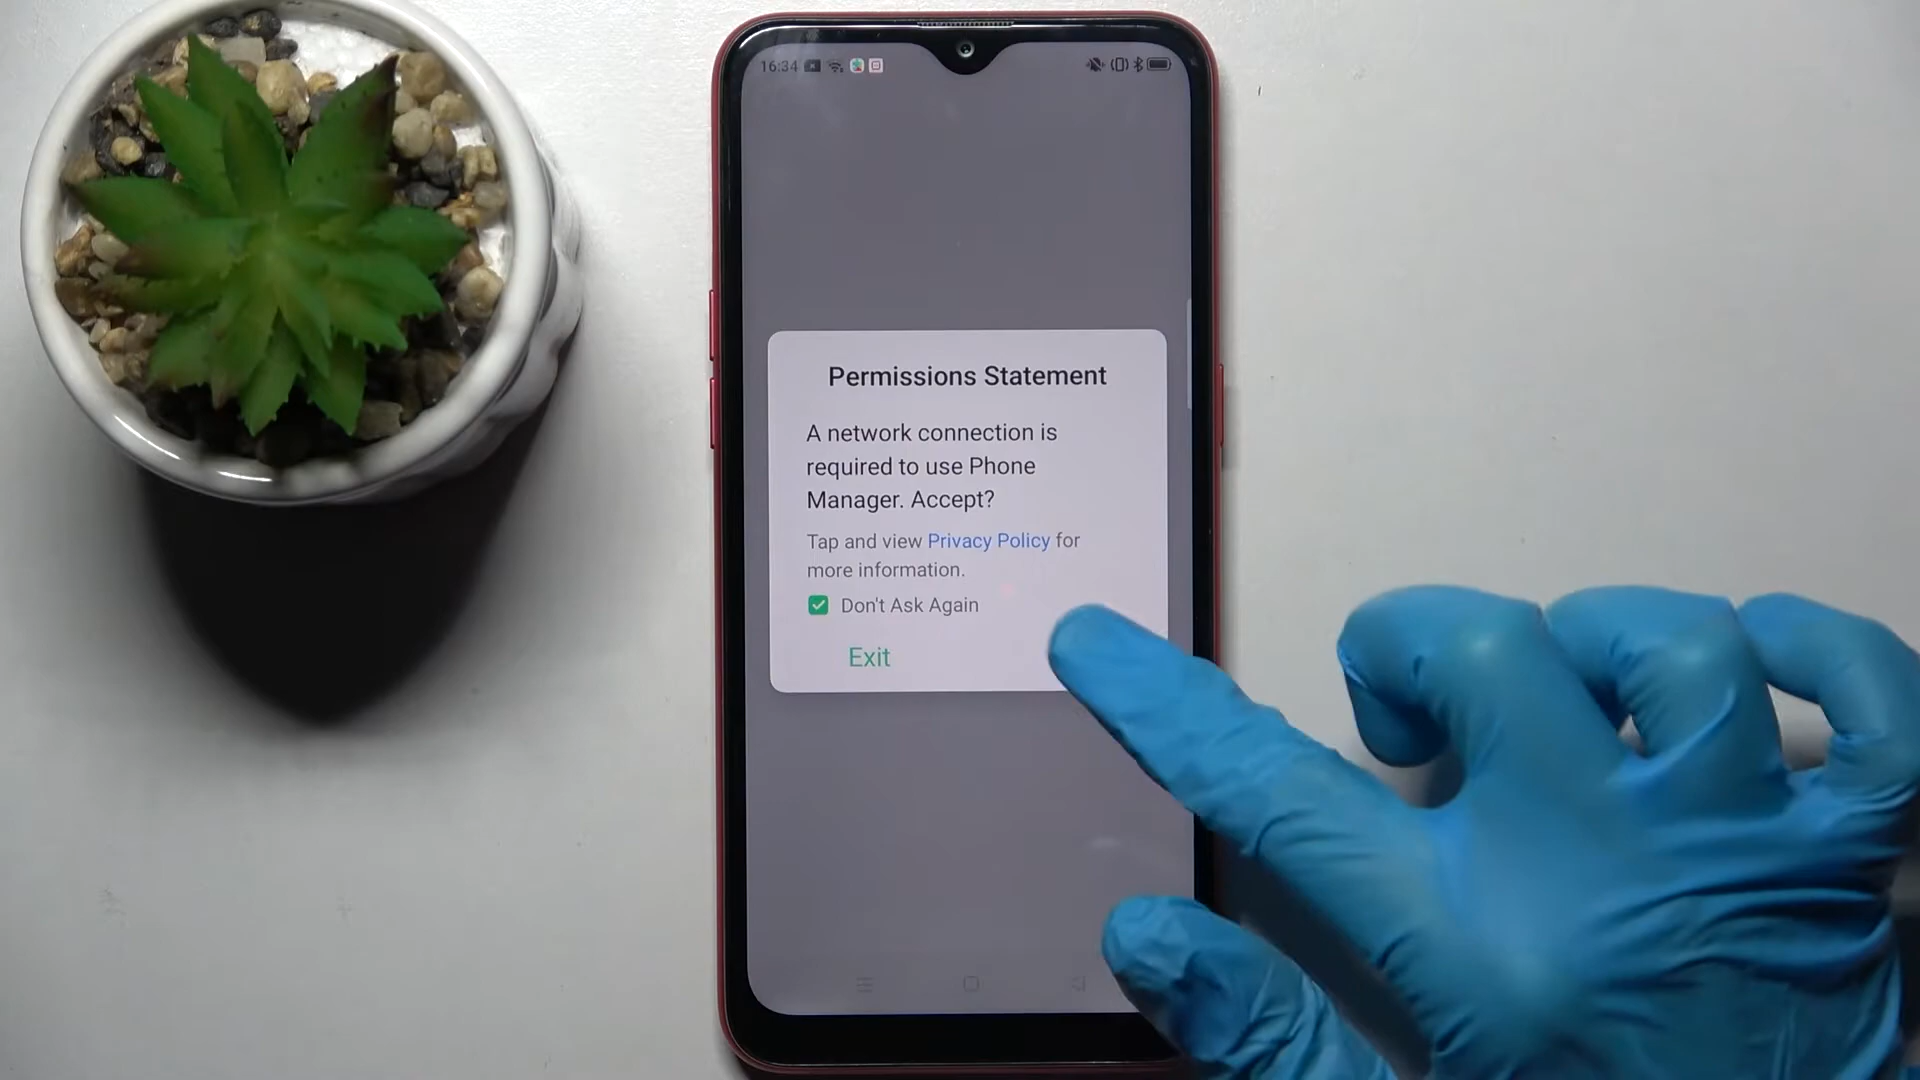 16:34
Permissions Statement
A network connection is
required to use Phone
Manager. Accept?
Tap and view Privacy Policy for
more information.
Don't Ask Again
Exit